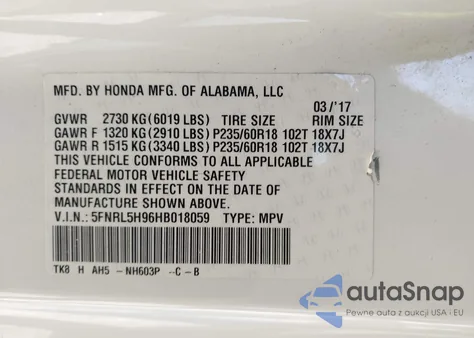 MFD. BY HONDA MFG. OF ALABAMA, LLC
03/'17
GVWR 2730 KG(6019 LBS) TIRE SIZE RIM SIZE
GAWR F 1320 KG(2910 LBS)P235/60R18 102T 18X7J
GAWR R 1515 KG(3340 LBS)P235/60R18 102T 18X7J
THIS VEHICLE CONFORMS TO ALL APPLICABLE
FEDERAL MOTOR VEHICLE SAFETY
STANDARDS IN EFFECT ON THE DATE OF
MANUFACTURE SHOWN ABOVE.
V.I.N.: 5FNRL5H96HB018059 TYPE: MPV
TK8 H AH5 - NH603P --C - B
autoSnap
Pewne auta z aukcji USA - EU